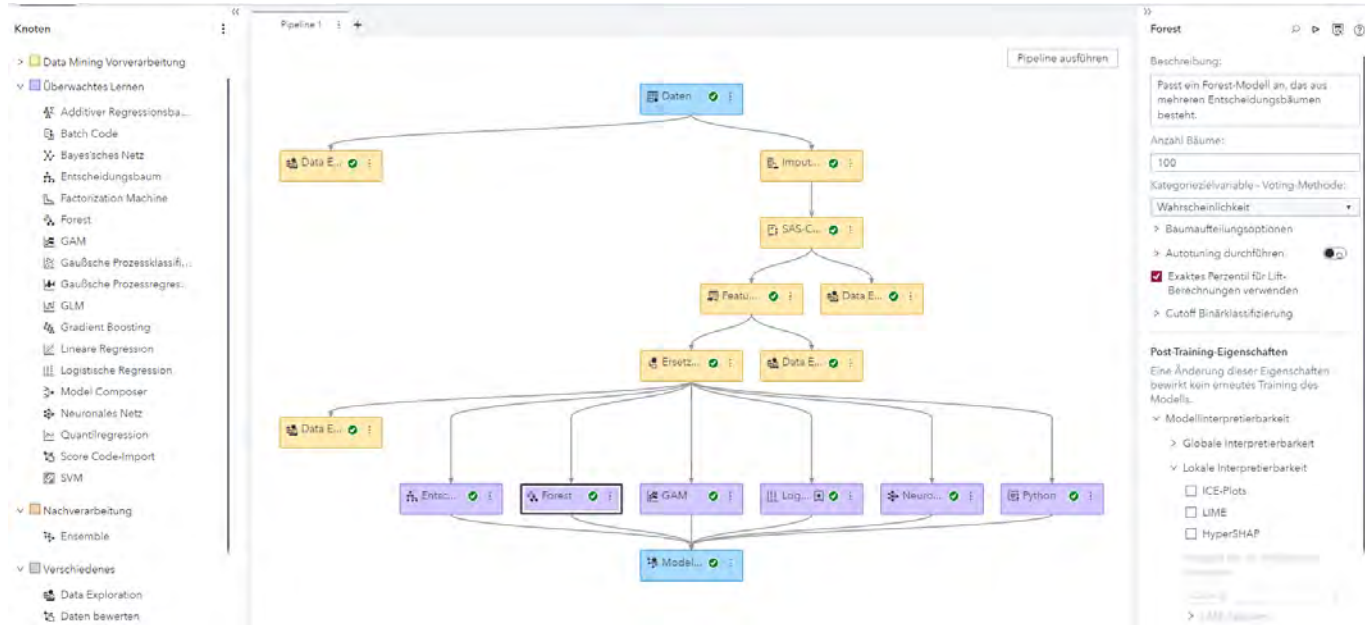 Knoten
Data Mining Vorverarbeitung
Überwachtes Lernen
Additiver Regressionsba...
Batch Code
Bayes'sches Netz
Entscheidungsbaum
Factorization Machine
Forest
GAM
Gaußsche Prozessklassifi...
Gaußsche Prozessregres...
GLM
Gradient Boosting
Lineare Regression
Logistische Regression
Model Composer
Neuronales Netz
Quantilregression
Score Code-Import
SVM
Nachverarbeitung
Ensemble
Verschiedenes
Data Exploration
Daten bewerten
Pipeline 1
Pipeline ausführen
Daten
Data E...
Imput...
SAS-C...
Featu...
Data E...
Ersetz...
Data E...
Data E...
Entsc...
Forest
GAM
Log...
Neuro...
Python
Model...
Forest
Beschreibung:
Passt ein Forest-Modell an, das aus
mehreren Entscheidungsbäumen
besteht.
Anzahl Bäume:
100
Kategoriezielvariable - Voting-Methode:
Wahrscheinlichkeit
Baumaufteilungsoptionen
Autotuning durchführen
Exaktes Perzentil für Lift-
Berechnungen verwenden
Cutoff Binärklassifizierung
Post-Training-Eigenschaften
Eine Änderung dieser Eigenschaften
bewirkt kein erneutes Training des
Modells.
Modellinterpretierbarkeit
Globale Interpretierbarkeit
Lokale Interpretierbarkeit
ICE-Plots
LIME
HyperSHAP